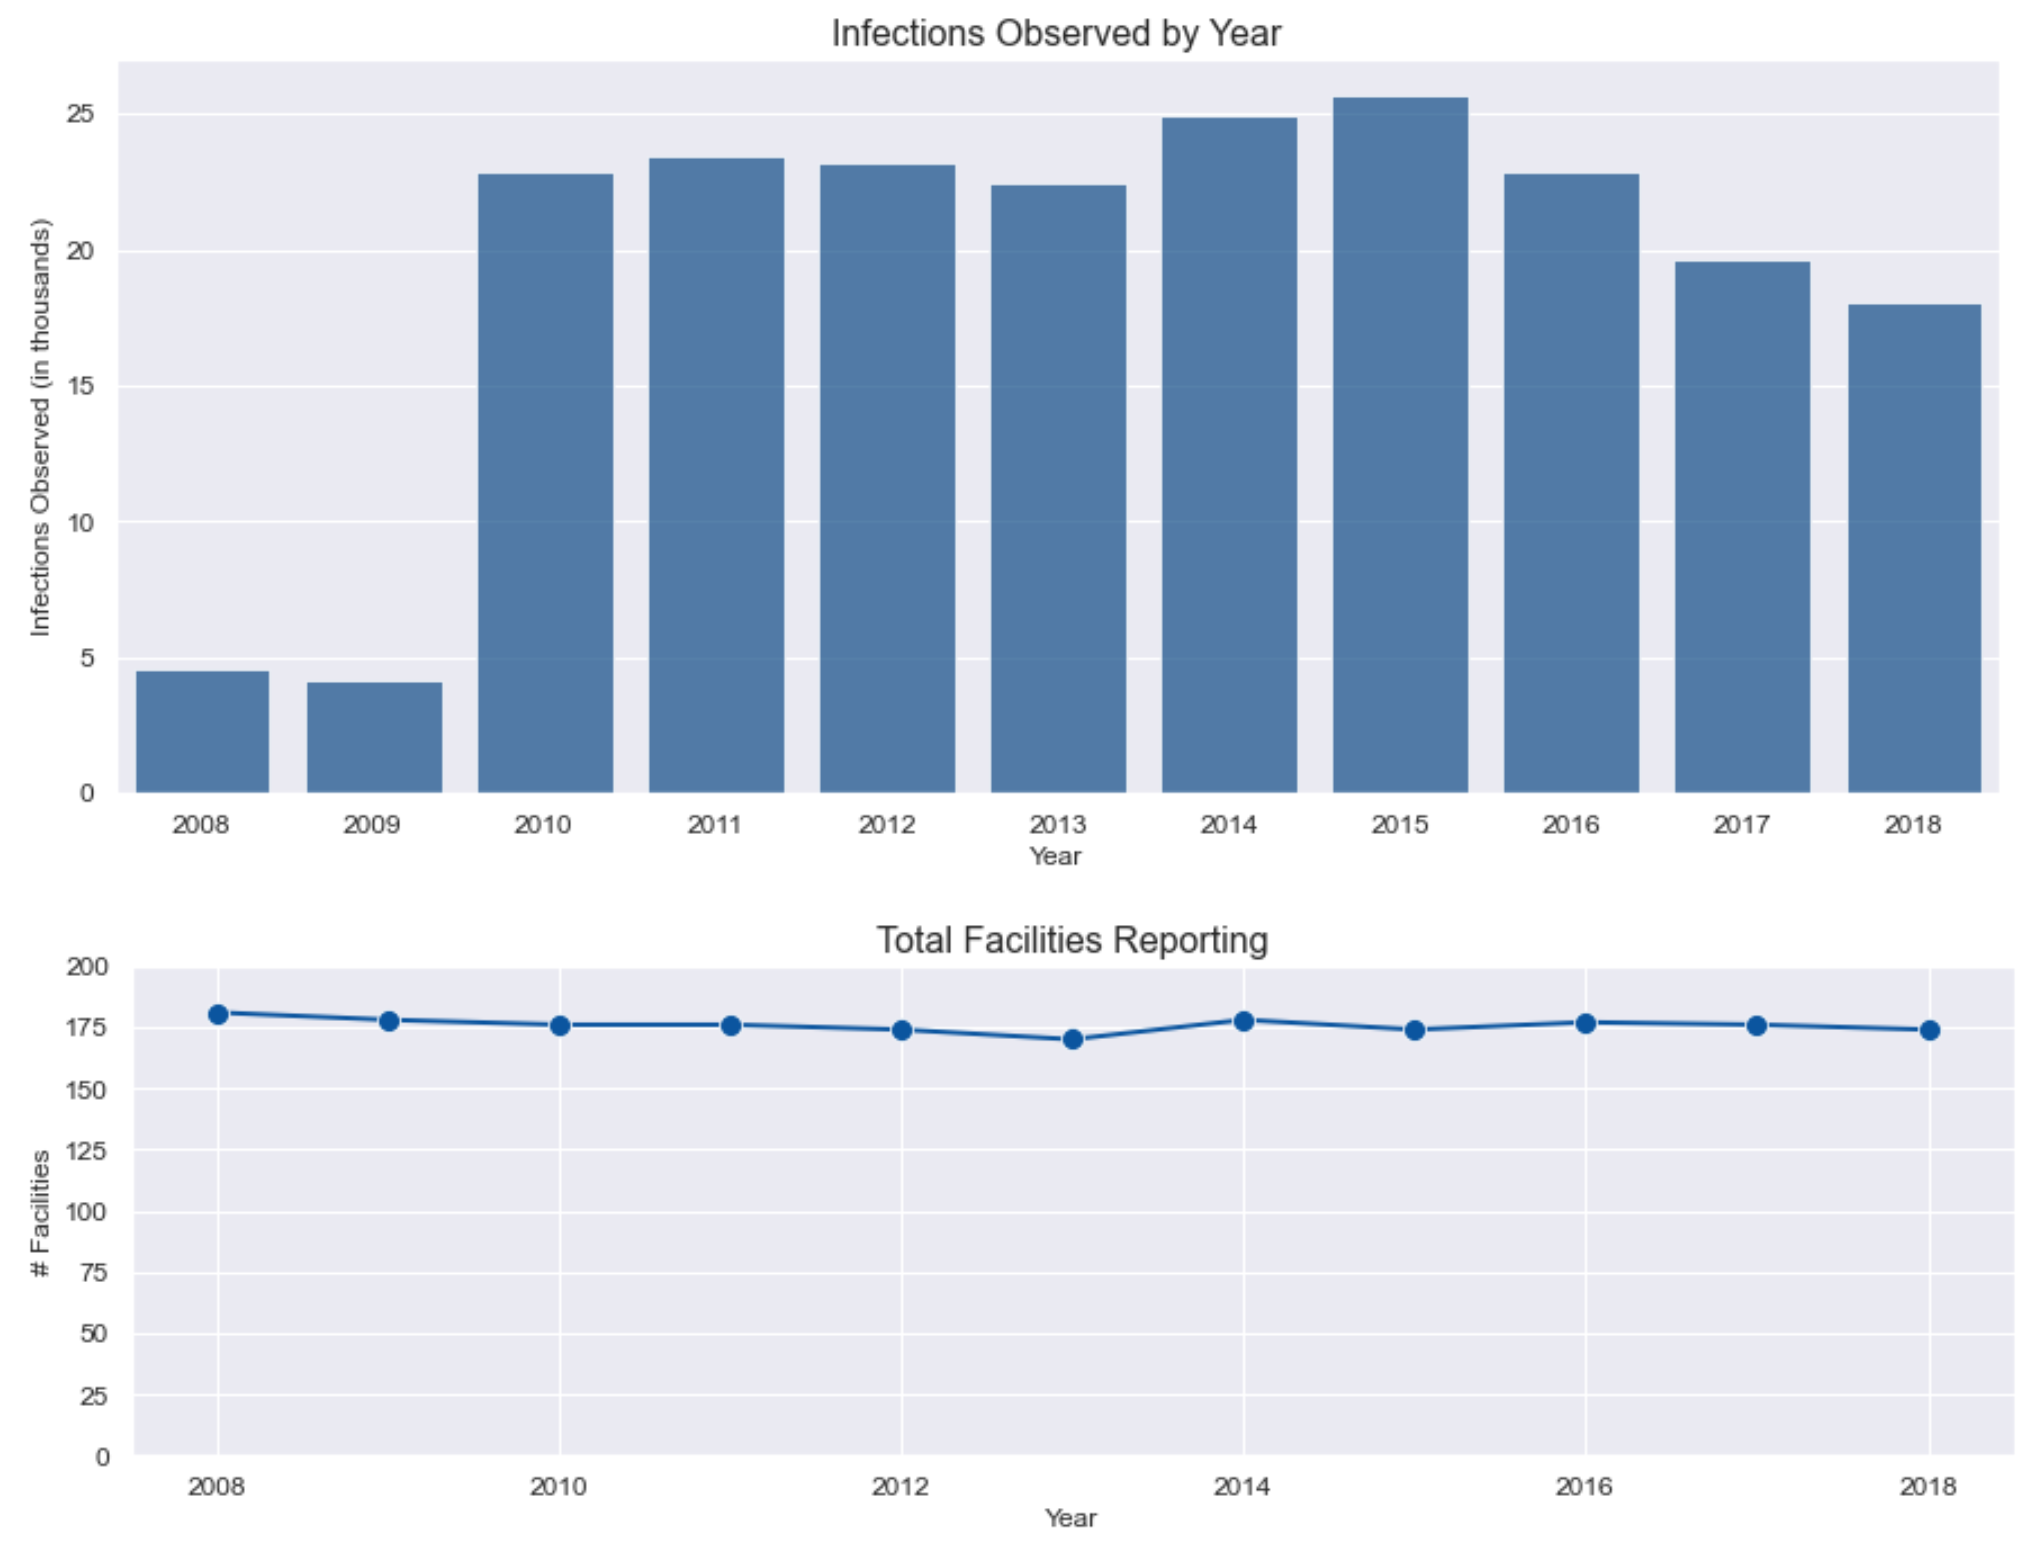 Infections Observed by Year
Infections Observed (in thousands)
25
20
15
10
5
0
2008 2009 2010 2011 2012 2013 2014 2015 2016 2017 2018
Year
Total Facilities Reporting
# Facilities
200
175
150
125
100
75
50
25
0
2008 2010 2012 2014 2016 2018
Year